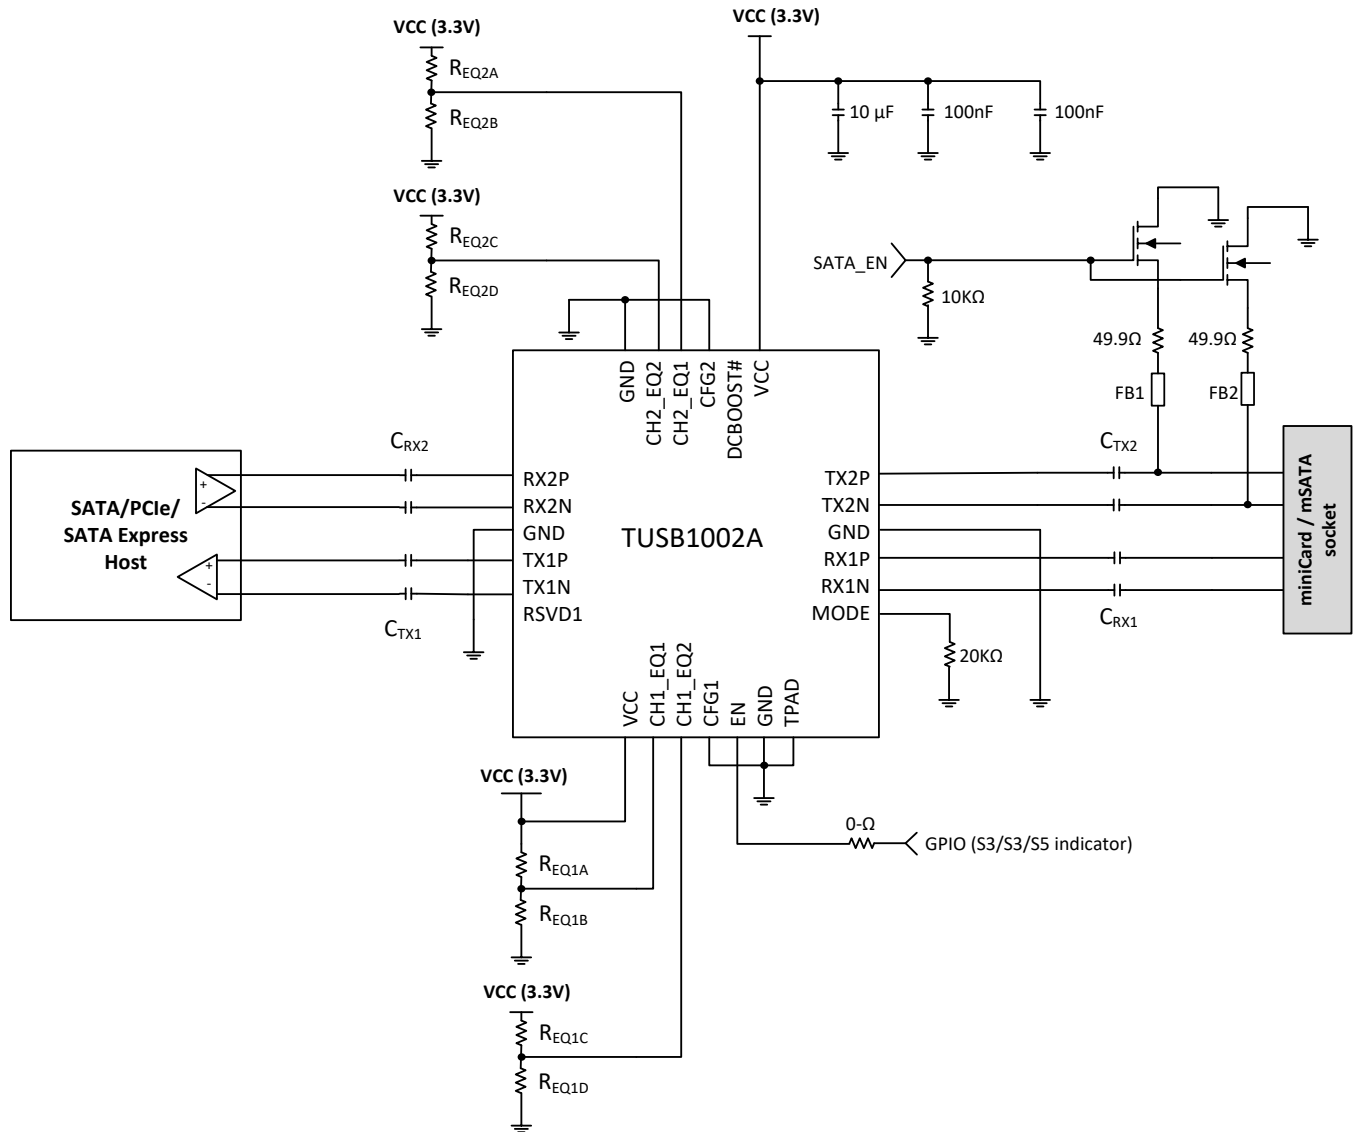 VCC (3.3V)
VCC (3.3V)
REQ2A
REQ2B
10 µF
100nF
100nF
VCC (3.3V)
REQ2C
REQ2D
SATA_EN
10KΩ
49.9Ω
49.9Ω
FB1
FB2
GND
CH2_EQ2
CH2_EQ1
CFG2
DCBOOST#
VCC
CRX2
CTX2
SATA/PCIe/
SATA Express
Host
+
-
+
-
RX2P
RX2N
GND
TX1P
TX1N
RSVD1
TUSB1002A
TX2P
TX2N
GND
RX1P
RX1N
MODE
miniCard / mSATA
socket
CTX1
CRX1
20KΩ
VCC
CH1_EQ1
CH1_EQ2
CFG1
EN
GND
TPAD
VCC (3.3V)
0-Ω
GPIO (S3/S3/S5 indicator)
REQ1A
REQ1B
VCC (3.3V)
REQ1C
REQ1D